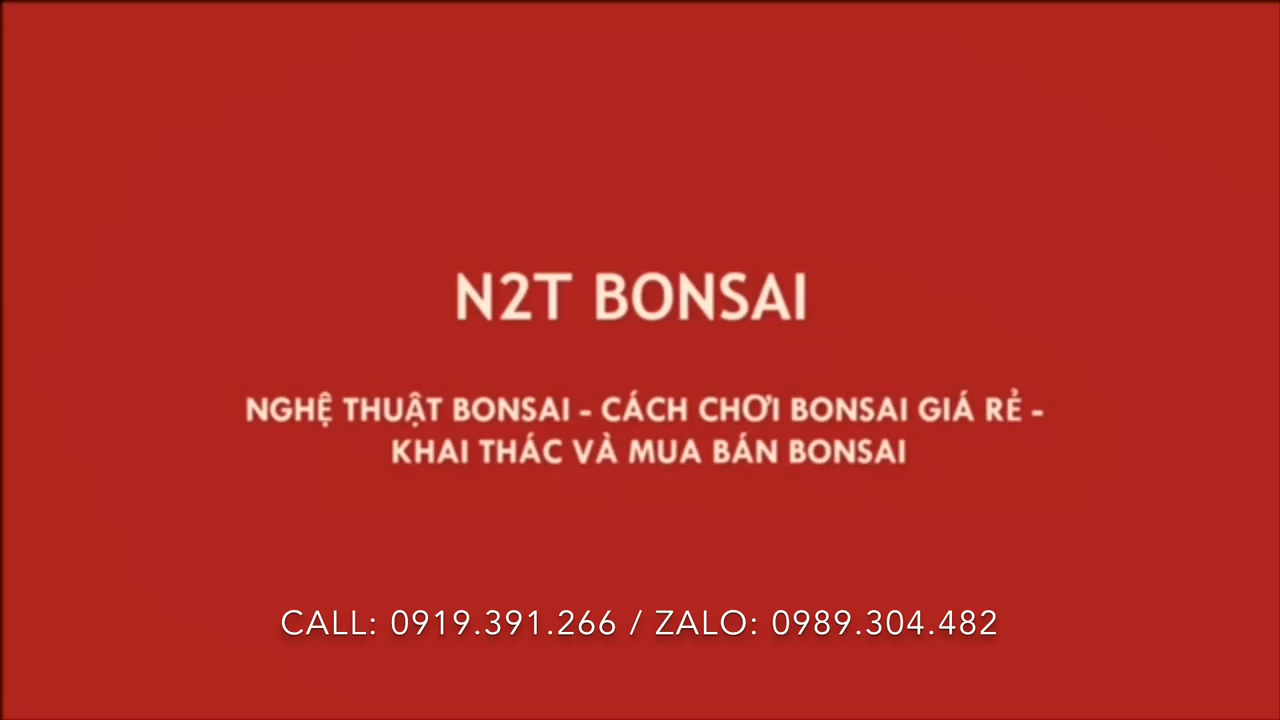 N2T BONSAI
NGHỆ THUẬT BONSAI - CÁCH CHƠI BONSAI GIÁ RẺ -
KHAI THÁC VÀ MUA BÁN BONSAI
CALL: 0919.391.266 / ZALO: 0989.304.482